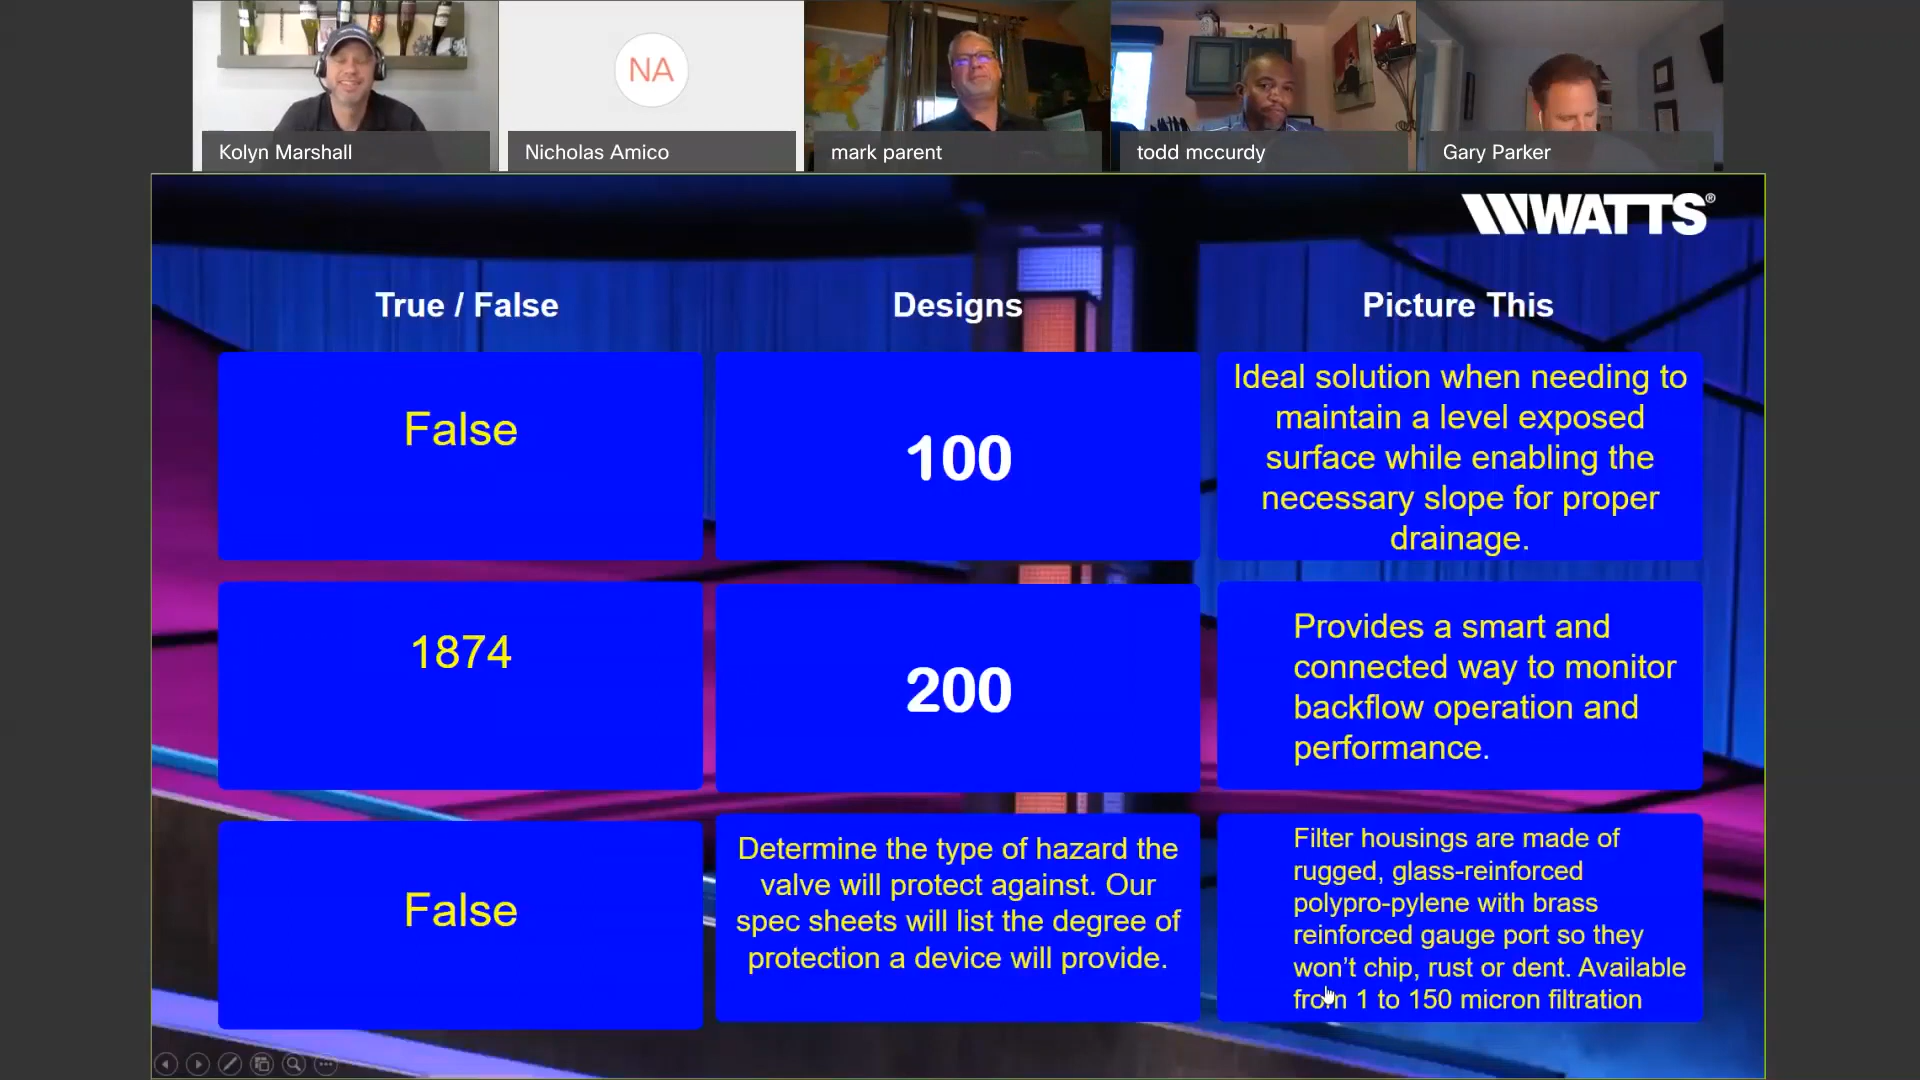 Kolyn Marshall
NA
Nicholas Amico
mark parent
todd mccurdy
Gary Parker
WATTS®
True / False
Designs
Picture This
False
100
Ideal solution when needing to
maintain a level exposed
surface while enabling the
necessary slope for proper
drainage.
1874
200
Provides a smart and
connected way to monitor
backflow operation and
performance.
False
Determine the type of hazard the
valve will protect against. Our
spec sheets will list the degree of
protection a device will provide.
Filter housings are made of
rugged, glass-reinforced
polypro-pylene with brass
reinforced gauge port so they
won’t chip, rust or dent. Available
from 1 to 150 micron filtration